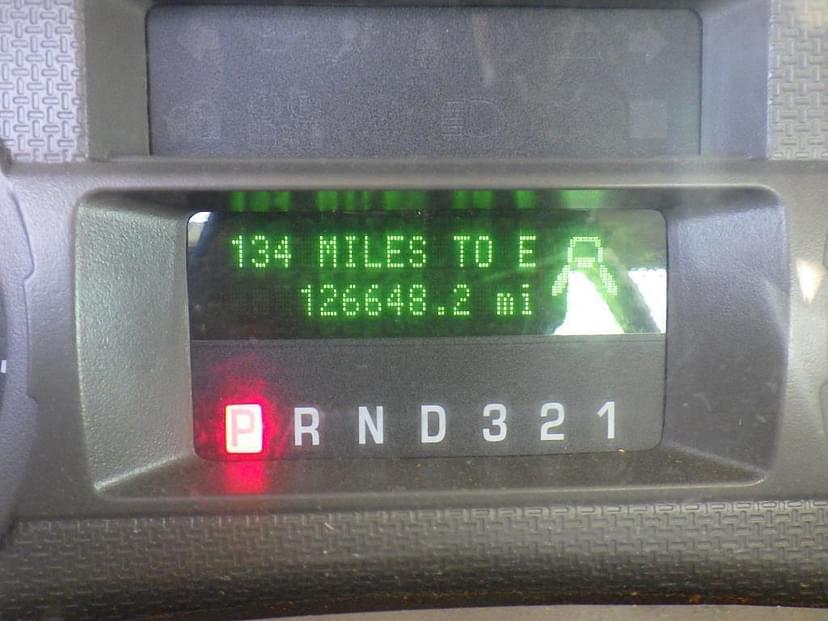 134 MILES TO E
126648.2 mi
P R N D 3 2 1